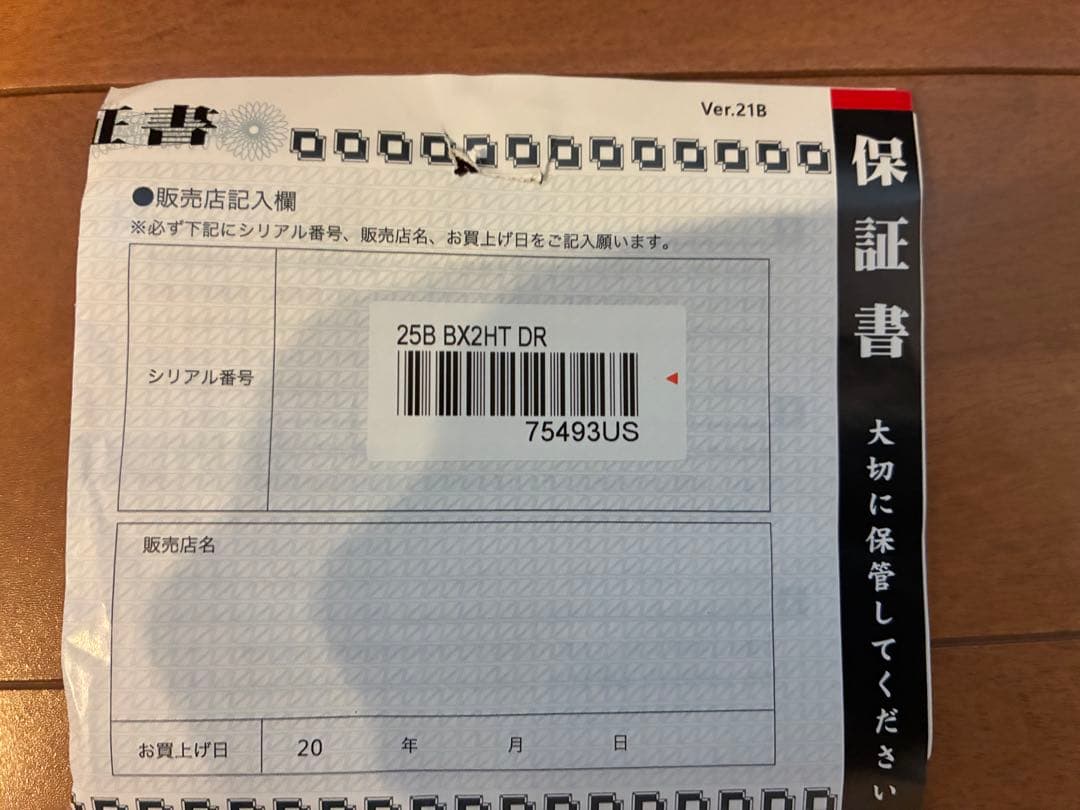 証書
Ver.21B
●販売店記入欄
※必ず下記にシリアル番号、販売店名、お買上げ日をご記入願います。
シリアル番号
25B BX2HT DR
75493US
販売店名
お買上げ日 20 年 月 日
保証書
大切に保管してください